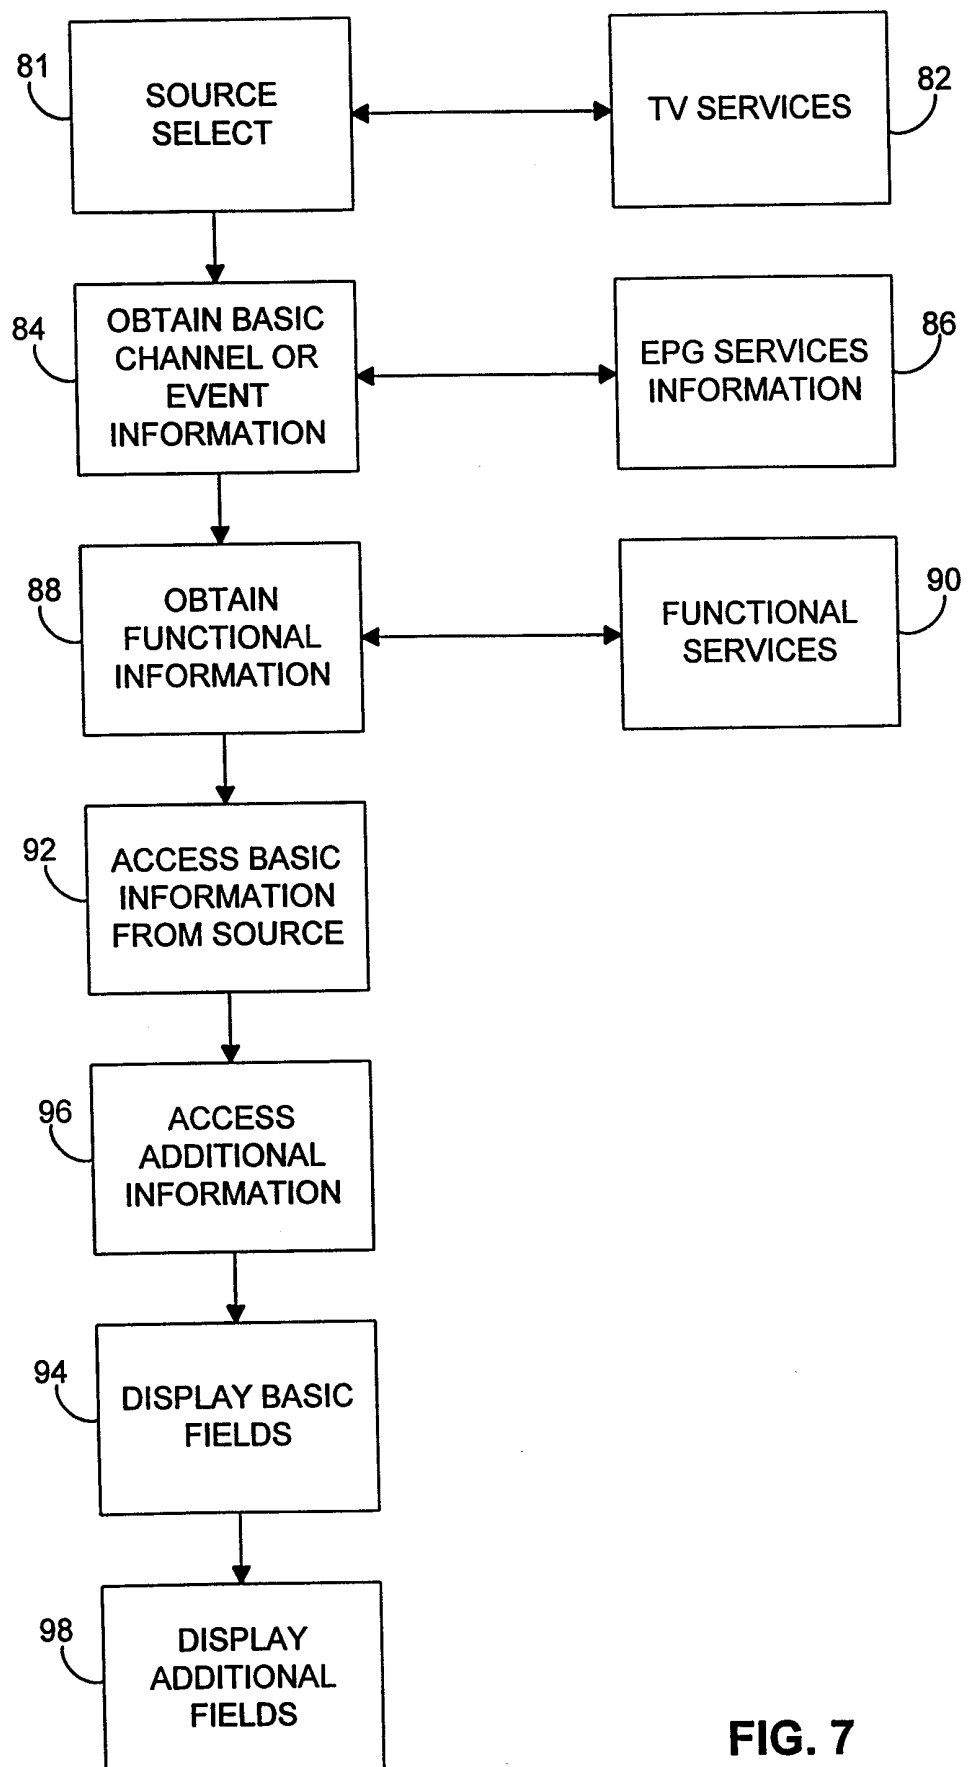 81
SOURCE
SELECT
TV SERVICES
82
84
OBTAIN BASIC
CHANNEL OR
EVENT
INFORMATION
EPG SERVICES
INFORMATION
86
88
OBTAIN
FUNCTIONAL
INFORMATION
FUNCTIONAL
SERVICES
90
92
ACCESS BASIC
INFORMATION
FROM SOURCE
96
ACCESS
ADDITIONAL
INFORMATION
94
DISPLAY BASIC
FIELDS
98
DISPLAY
ADDITIONAL
FIELDS
FIG. 7